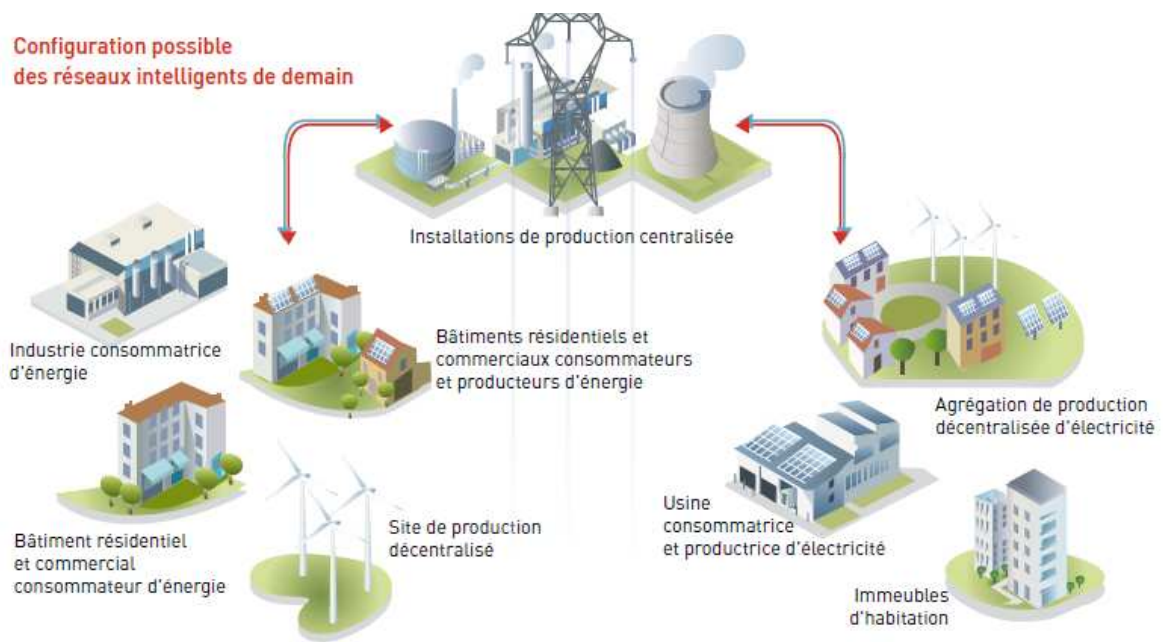 Configuration possible
des réseaux intelligents de demain
Installations de production centralisée
Industrie consommatrice
d'énergie
Bâtiments résidentiels et
commerciaux consommateurs
et producteurs d'énergie
Agrégation de production
décentralisée d'électricité
Bâtiment résidentiel
et commercial
consommateur d'énergie
Site de production
décentralisé
Usine
consommatrice
et productrice d'électricité
Immeubles
d'habitation